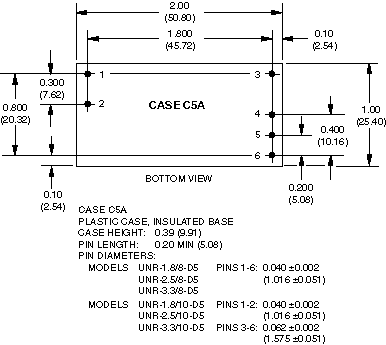 2.00
(50.80)
1.800
(45.72)
0.10
(2.54)
1
3
0.300
(7.62)
2
CASE C5A
0.800
(20.32)
4
5
6
0.400
(10.16)
1.00
(25.40)
BOTTOM VIEW
0.10
(2.54)
0.200
(5.08)
CASE C5A
PLASTIC CASE, INSULATED BASE
CASE HEIGHT: 0.39 (9.91)
PIN LENGTH: 0.20 MIN (5.08)
PIN DIAMETERS:
MODELS UNR-1.8/8-D5 PINS 1-6: 0.040 ±0.002
UNR-2.5/8-D5 (1.016 ±0.051)
UNR-3.3/8-D5
MODELS UNR-1.8/10-D5 PINS 1-2: 0.040 ±0.002
UNR-2.5/10-D5 (1.016 ±0.051)
UNR-3.3/10-D5 PINS 3-6: 0.062 ±0.002
(1.575 ±0.051)